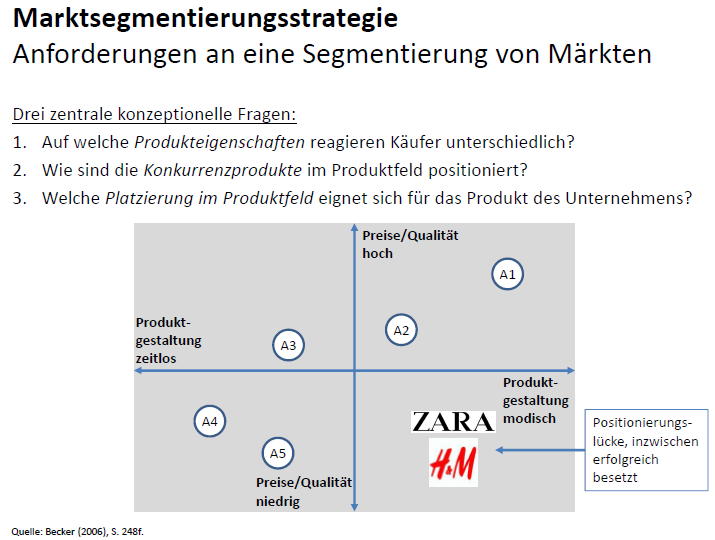 Marktsegmentierungsstrategie
Anforderungen an eine Segmentierung von Märkten
Drei zentrale konzeptionelle Fragen:
1. Auf welche Produkteigenschaften reagieren Käufer unterschiedlich?
2. Wie sind die Konkurrenzprodukte im Produktfeld positioniert?
3. Welche Platzierung im Produktfeld eignet sich für das Produkt des Unternehmens?
Preise/Qualität
hoch
A1
A2
Produkt-
gestaltung
zeitlos
A3
Produkt-
gestaltung
modisch
A4
ZARA
Positionierungs-
lücke, inzwischen
erfolgreich
besetzt
A5
H&M
Preise/Qualität
niedrig
Quelle: Becker (2006), S. 248f.